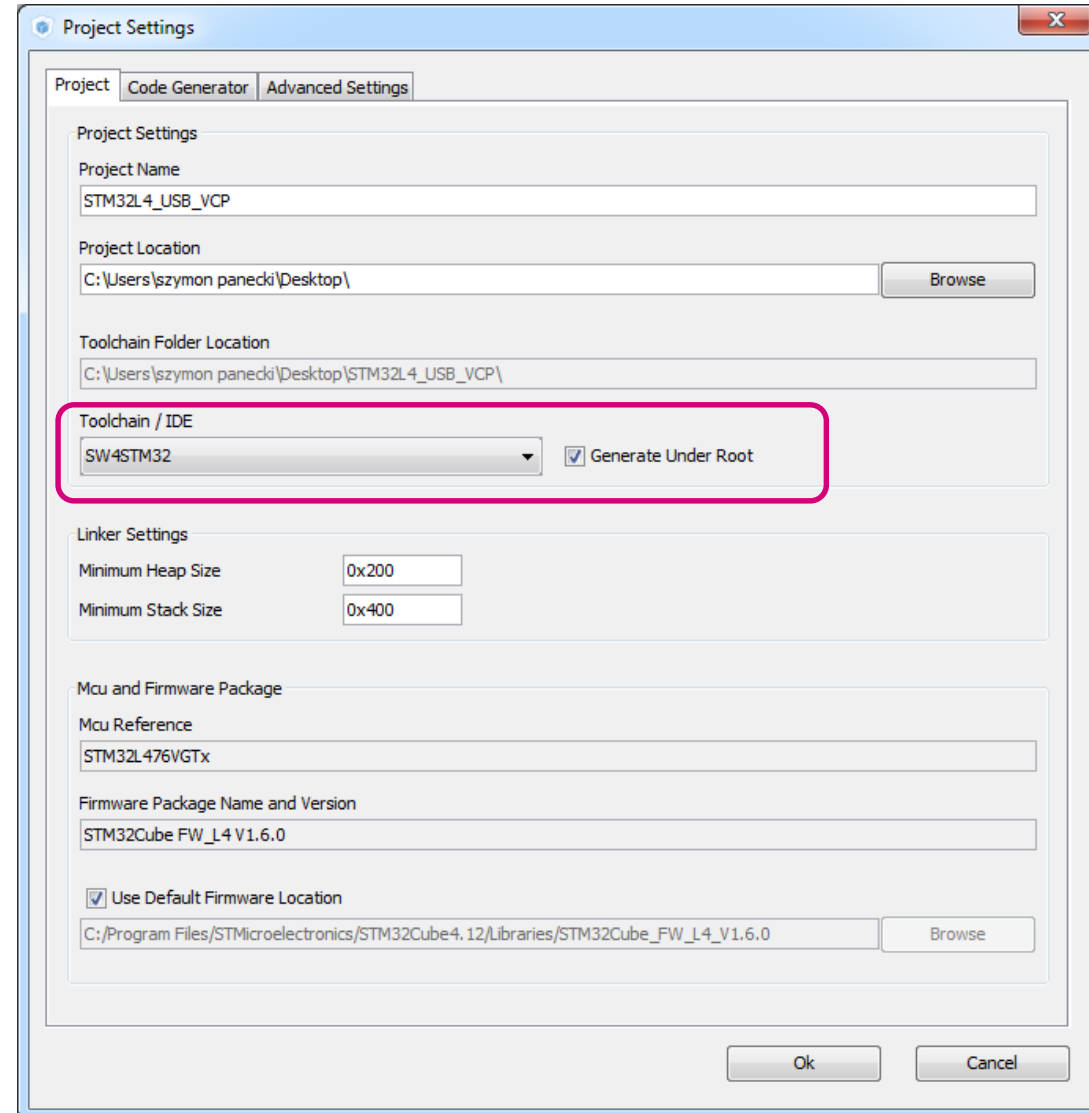 Project Settings
Project Code Generator Advanced Settings
Project Settings
Project Name
STM32L4_USB_VCP
Project Location
C:\Users\szymon panecki\Desktop\ Browse
Toolchain Folder Location
C:\Users\szymon panecki\Desktop\STM32L4_USB_VCP\
Toolchain / IDE
SW4STM32 Generate Under Root
Linker Settings
Minimum Heap Size 0x200
Minimum Stack Size 0x400
Mcu and Firmware Package
Mcu Reference
STM32L476VGTx
Firmware Package Name and Version
STM32Cube FW_L4 V1.6.0
Use Default Firmware Location
C:/Program Files/STMicroelectronics/STM32Cube4.12/Libraries/STM32Cube_FW_L4_V1.6.0 Browse
Ok Cancel